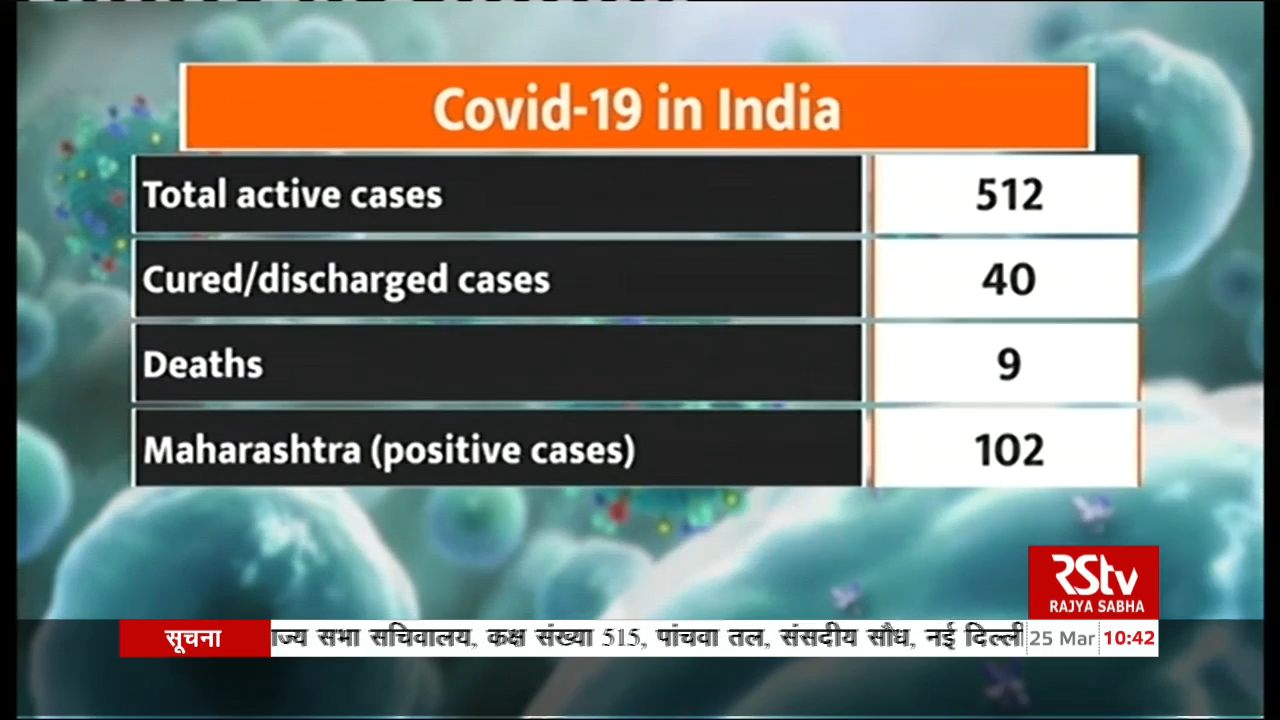 Covid-19 in India
Total active cases 512
Cured/discharged cases 40
Deaths 9
Maharashtra (positive cases) 102
RStv
RAJYA SABHA
सूचना सभा सचिवालय, कक्ष संख्या 515, पांचवा तल, संसदीय सौध, नई दिल्ली 25 Mar 10:42